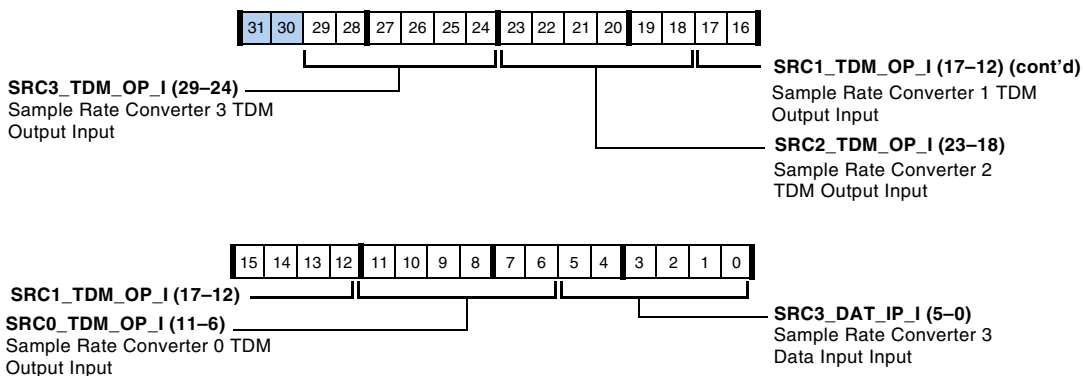 31 30 29 28 27 26 25 24 23 22 21 20 19 18 17 16
SRC3_TDM_OP_I (29–24)
Sample Rate Converter 3 TDM
Output Input
SRC1_TDM_OP_I (17–12) (cont’d)
Sample Rate Converter 1 TDM
Output Input
SRC2_TDM_OP_I (23–18)
Sample Rate Converter 2
TDM Output Input
15 14 13 12 11 10 9 8 7 6 5 4 3 2 1 0
SRC1_TDM_OP_I (17–12)
SRC0_TDM_OP_I (11–6)
Sample Rate Converter 0 TDM
Output Input
SRC3_DAT_IP_I (5–0)
Sample Rate Converter 3
Data Input Input